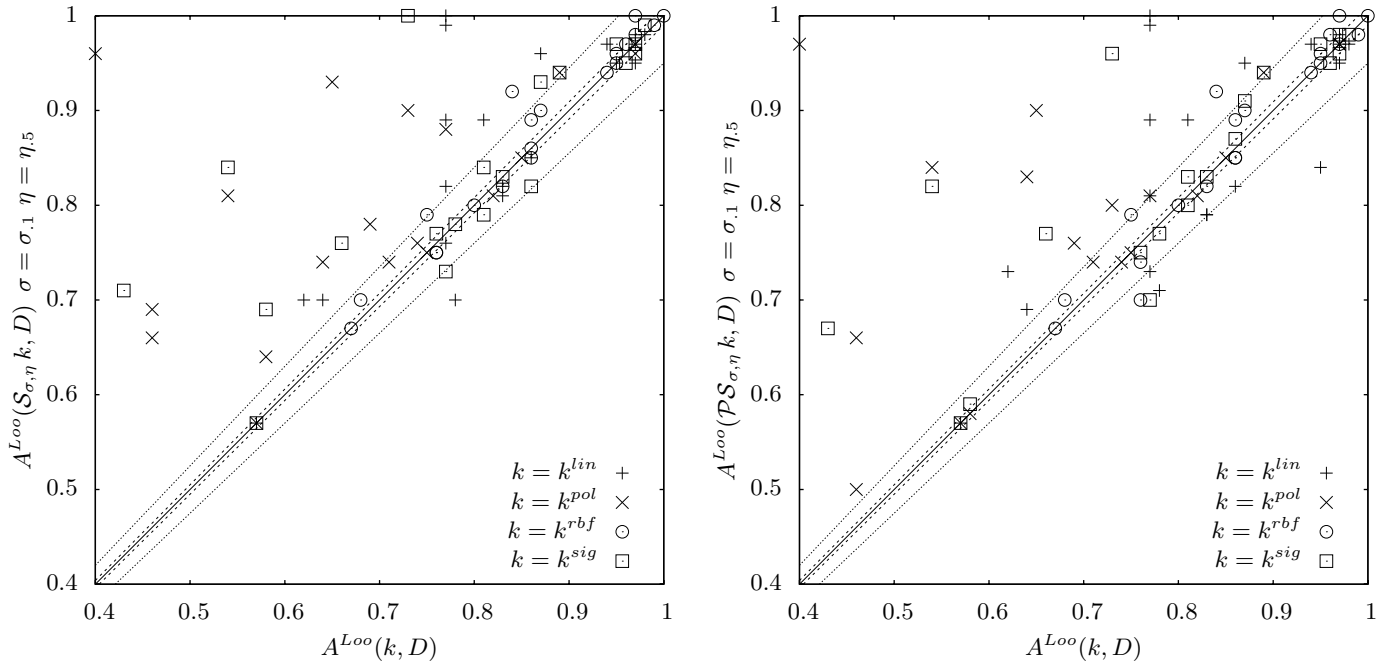 1
0.9
0.8
0.7
0.6
0.5
0.4
0.4 0.5 0.6 0.7 0.8 0.9 1
A^{Loo}(k, D)
A^{Loo}(\mathcal{S}_{σ,η} k, D) σ = σ_{.1} η = η_{.5}
k = k^{lin}
k = k^{pol}
k = k^{rbf}
k = k^{sig}
1
0.9
0.8
0.7
0.6
0.5
0.4
0.4 0.5 0.6 0.7 0.8 0.9 1
A^{Loo}(k, D)
A^{Loo}(\mathcal{PS}_{σ,η} k, D) σ = σ_{.1} η = η_{.5}
k = k^{lin}
k = k^{pol}
k = k^{rbf}
k = k^{sig}